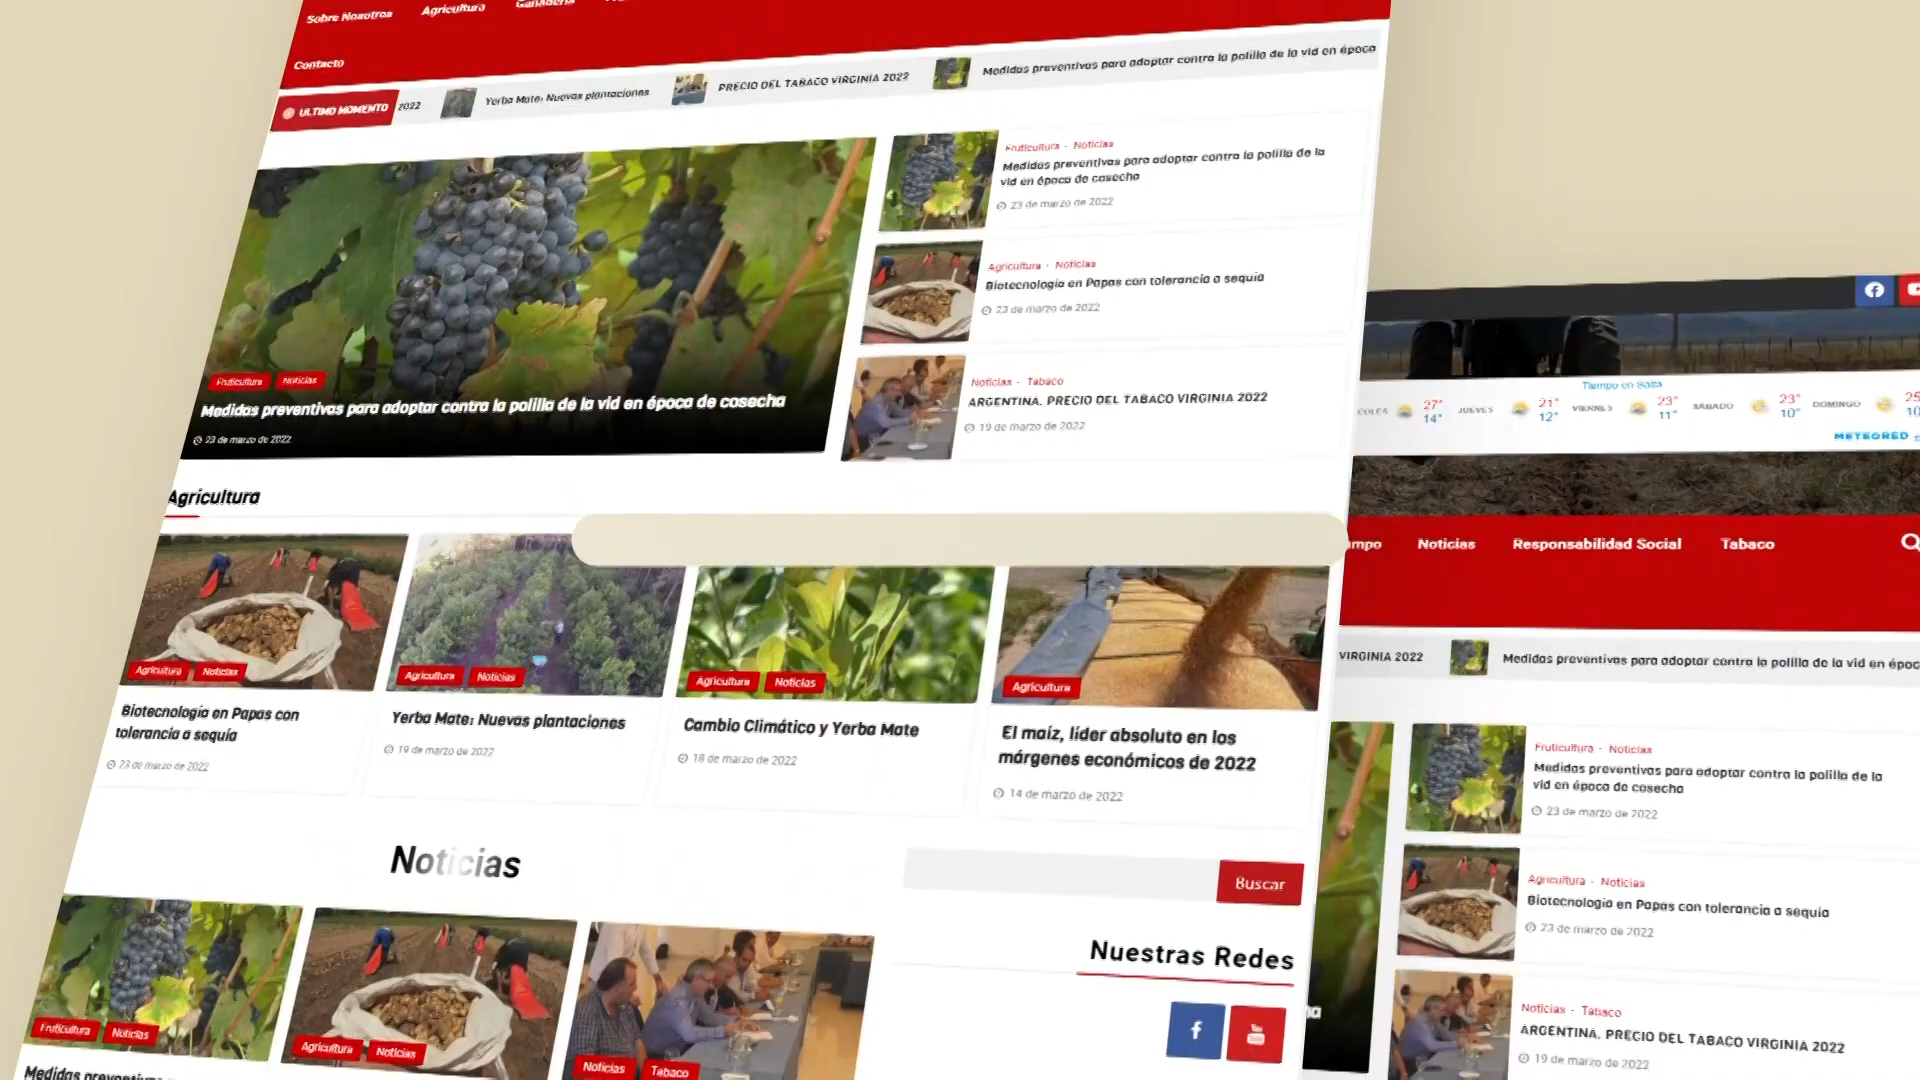 Sobre Nosotros
Agricultura
Ganadería
Contacto
ULTIMO MOMENTO
2022
Yerba Mate: Nuevas plantaciones
PRECIO DEL TABACO VIRGINIA 2022
Medidas preventivas para adoptar contra la polilla de la vid en época
Fruticultura
Noticias
Medidas preventivas para adoptar contra la polilla de la vid en época de cosecha
23 de marzo de 2022
Fruticultura - Noticias
Medidas preventivas para adoptar contra la polilla de la
vid en época de cosecha
23 de marzo de 2022
Agricultura - Noticias
Biotecnología en Papas con tolerancia a sequía
23 de marzo de 2022
Noticias - Tabaco
ARGENTINA. PRECIO DEL TABACO VIRGINIA 2022
19 de marzo de 2022
Agricultura
Agricultura
Noticias
Biotecnología en Papas con
tolerancia a sequía
23 de marzo de 2022
Agricultura
Noticias
Yerba Mate: Nuevas plantaciones
19 de marzo de 2022
Agricultura
Noticias
Cambio Climático y Yerba Mate
18 de marzo de 2022
Agricultura
El maíz, líder absoluto en los
márgenes económicos de 2022
14 de marzo de 2022
Noticias
Buscar
Nuestras Redes
Fruticultura
Noticias
Agricultura
Noticias
Noticias
Tabaco
Medidas preventivas
Tiempo en Salta
COLES
27°
14°
JUEVES
21°
12°
VIERNES
23°
11°
SÁBADO
23°
10°
DOMINGO
25
10
METEORED
mpo
Noticias
Responsabilidad Social
Tabaco
VIRGINIA 2022
Medidas preventivas para adoptar contra la polilla de la vid en époc
Fruticultura - Noticias
Medidas preventivas para adoptar contra la polilla de la
vid en época de cosecha
23 de marzo de 2022
Agricultura - Noticias
Biotecnología en Papas con tolerancia a sequía
23 de marzo de 2022
Noticias - Tabaco
ARGENTINA. PRECIO DEL TABACO VIRGINIA 2022
19 de marzo de 2022